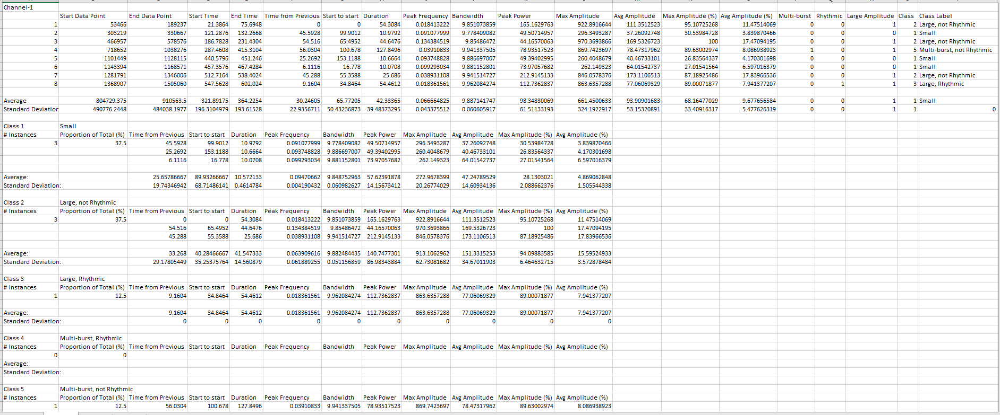 Channel-1
Start Data Point End Data Point Start Time End Time Time from Previous Start to start Duration Peak Frequency Bandwidth Peak Power Max Amplitude Avg Amplitude Max Amplitude (%) Avg Amplitude (%) Multi-burst Rhythmic Large Amplitude Class Class Label
1 53466 189237 21.3864 75.6948 0 0 54.3084 0.018413222 9.851073859 165.1629763 922.8916644 111.3512523 95.10725268 11.47514069 0 0 1 2 Large, not Rhythmic
2 303219 330667 121.2876 132.2668 45.5928 99.9012 10.9792 0.091077999 9.778409082 49.50714957 296.3493287 37.26092748 30.53984728 3.839870466 0 0 0 1 Small
3 466957 578576 186.7828 231.4304 54.516 65.4952 44.6476 0.134384519 9.85486472 44.16570063 970.3693866 169.5326723 100 17.47094195 0 0 1 2 Large, not Rhythmic
4 718652 1038276 287.4608 415.3104 56.0304 100.678 127.8496 0.03910833 9.941337505 78.93517523 869.7423697 78.47317962 89.63002974 8.086938923 1 0 1 5 Multi-burst, not Rhythmic
5 1101449 1128115 440.5796 451.246 25.2692 153.1188 10.6664 0.093748828 9.886697007 49.39402995 260.4048679 40.46733101 26.83564337 4.170301698 0 0 0 1 Small
6 1143394 1168571 457.3576 467.4284 6.1116 16.778 10.0708 0.099293034 9.881152801 73.97057682 262.149323 64.01542737 27.01541564 6.597016379 0 0 0 1 Small
7 1281791 1346006 512.7164 538.4024 45.288 55.3588 25.686 0.038931108 9.941514727 212.9145133 846.0578376 173.1106513 87.18925486 17.83966536 0 0 1 2 Large, not Rhythmic
8 1368907 1505060 547.5628 602.024 9.1604 34.8464 54.4612 0.018361561 9.962084274 112.7362837 863.6357288 77.06069329 89.00071877 7.941377207 0 1 1 3 Large, Rhythmic
Average 804729.375 910563.5 321.89175 364.2254 30.24605 65.77205 42.33365 0.066664825 9.887141747 98.34830069 661.4500633 93.90901683 68.16477029 9.677656584 0 0 1 1 Small
Standard Deviation 490776.2448 484038.1977 196.3104979 193.61528 22.9356711 50.43236873 39.48373295 0.043375512 0.060605917 61.51133193 324.1922917 53.15320891 33.40916317 5.477626319 0 0 1 1 0
Class 1 Small
# Instances Proportion of Total (%) Time from Previous Start to start Duration Peak Frequency Bandwidth Peak Power Max Amplitude Avg Amplitude Max Amplitude (%) Avg Amplitude (%)
3 37.5 45.5928 99.9012 10.9792 0.091077999 9.778409082 49.50714957 296.3493287 37.26092748 30.53984728 3.839870466
25.2692 153.1188 10.6664 0.093748828 9.886697007 49.39402995 260.4048679 40.46733101 26.83564337 4.170301698
6.1116 16.778 10.0708 0.099293034 9.881152801 73.97057682 262.149323 64.01542737 27.01541564 6.597016379
Average: 25.65786667 89.93266667 10.572133 0.09470662 9.848752963 57.62391878 272.9678399 47.24789529 28.1303021 4.869062848
Standard Deviation: 19.74346942 68.71486141 0.4614784 0.004190432 0.060982627 14.15673412 20.26774029 14.60934136 2.088662376 1.505544338
Class 2 Large, not Rhythmic
# Instances Proportion of Total (%) Time from Previous Start to start Duration Peak Frequency Bandwidth Peak Power Max Amplitude Avg Amplitude Max Amplitude (%) Avg Amplitude (%)
3 37.5 0 0 54.3084 0.018413222 9.851073859 165.1629763 922.8916644 111.3512523 95.10725268 11.47514069
54.516 65.4952 44.6476 0.134384519 9.85486472 44.16570063 970.3693866 169.5326723 100 17.47094195
45.288 55.3588 25.686 0.038931108 9.941514727 212.9145133 846.0578376 173.1106513 87.18925486 17.83966536
Average: 33.268 40.28466667 41.547333 0.063909616 9.882484435 140.7477301 913.1062962 151.3315253 94.09883585 15.59524933
Standard Deviation: 29.17805449 35.25375764 14.560879 0.061889255 0.051156859 86.98343884 62.73081682 34.67011903 6.464632715 3.572878484
Class 3 Large, Rhythmic
# Instances Proportion of Total (%) Time from Previous Start to start Duration Peak Frequency Bandwidth Peak Power Max Amplitude Avg Amplitude Max Amplitude (%) Avg Amplitude (%)
1 12.5 9.1604 34.8464 54.4612 0.018361561 9.962084274 112.7362837 863.6357288 77.06069329 89.00071877 7.941377207
Average: 9.1604 34.8464 54.4612 0.018361561 9.962084274 112.7362837 863.6357288 77.06069329 89.00071877 7.941377207
Standard Deviation: 0 0 0 0 0 0 0 0 0 0
Class 4 Multi-burst, Rhythmic
# Instances Proportion of Total (%) Time from Previous Start to start Duration Peak Frequency Bandwidth Peak Power Max Amplitude Avg Amplitude Max Amplitude (%) Avg Amplitude (%)
0 0
Average:
Standard Deviation:
Class 5 Multi-burst, not Rhythmic
# Instances Proportion of Total (%) Time from Previous Start to start Duration Peak Frequency Bandwidth Peak Power Max Amplitude Avg Amplitude Max Amplitude (%) Avg Amplitude (%)
1 12.5 56.0304 100.678 127.8496 0.03910833 9.941337505 78.93517523 869.7423697 78.47317962 89.63002974 8.086938923